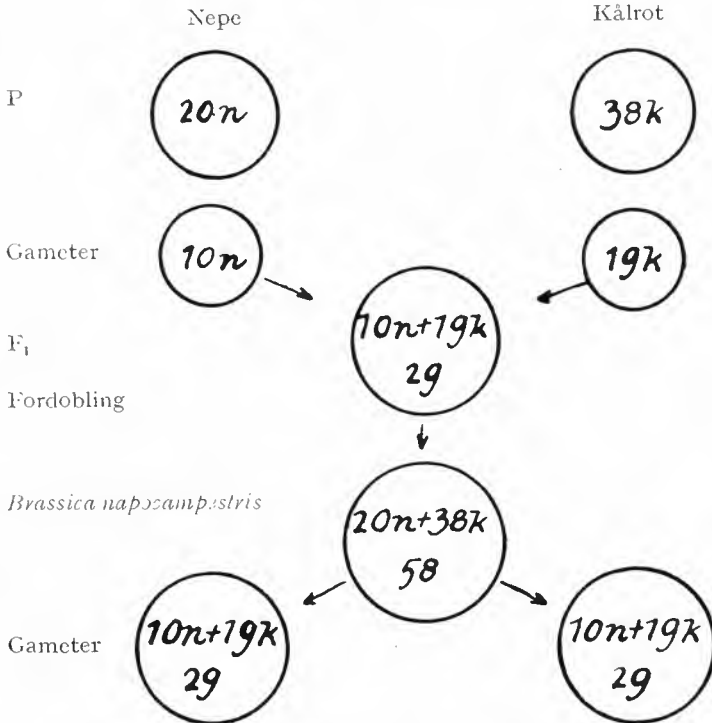 Nepe Kålrot
P
20n 38k
Gameter
10n 19k
F₁
10n+19k
29
Fordobling
Brassica napocampestris
20n+38k
58
Gameter
10n+19k 10n+19k
29 29